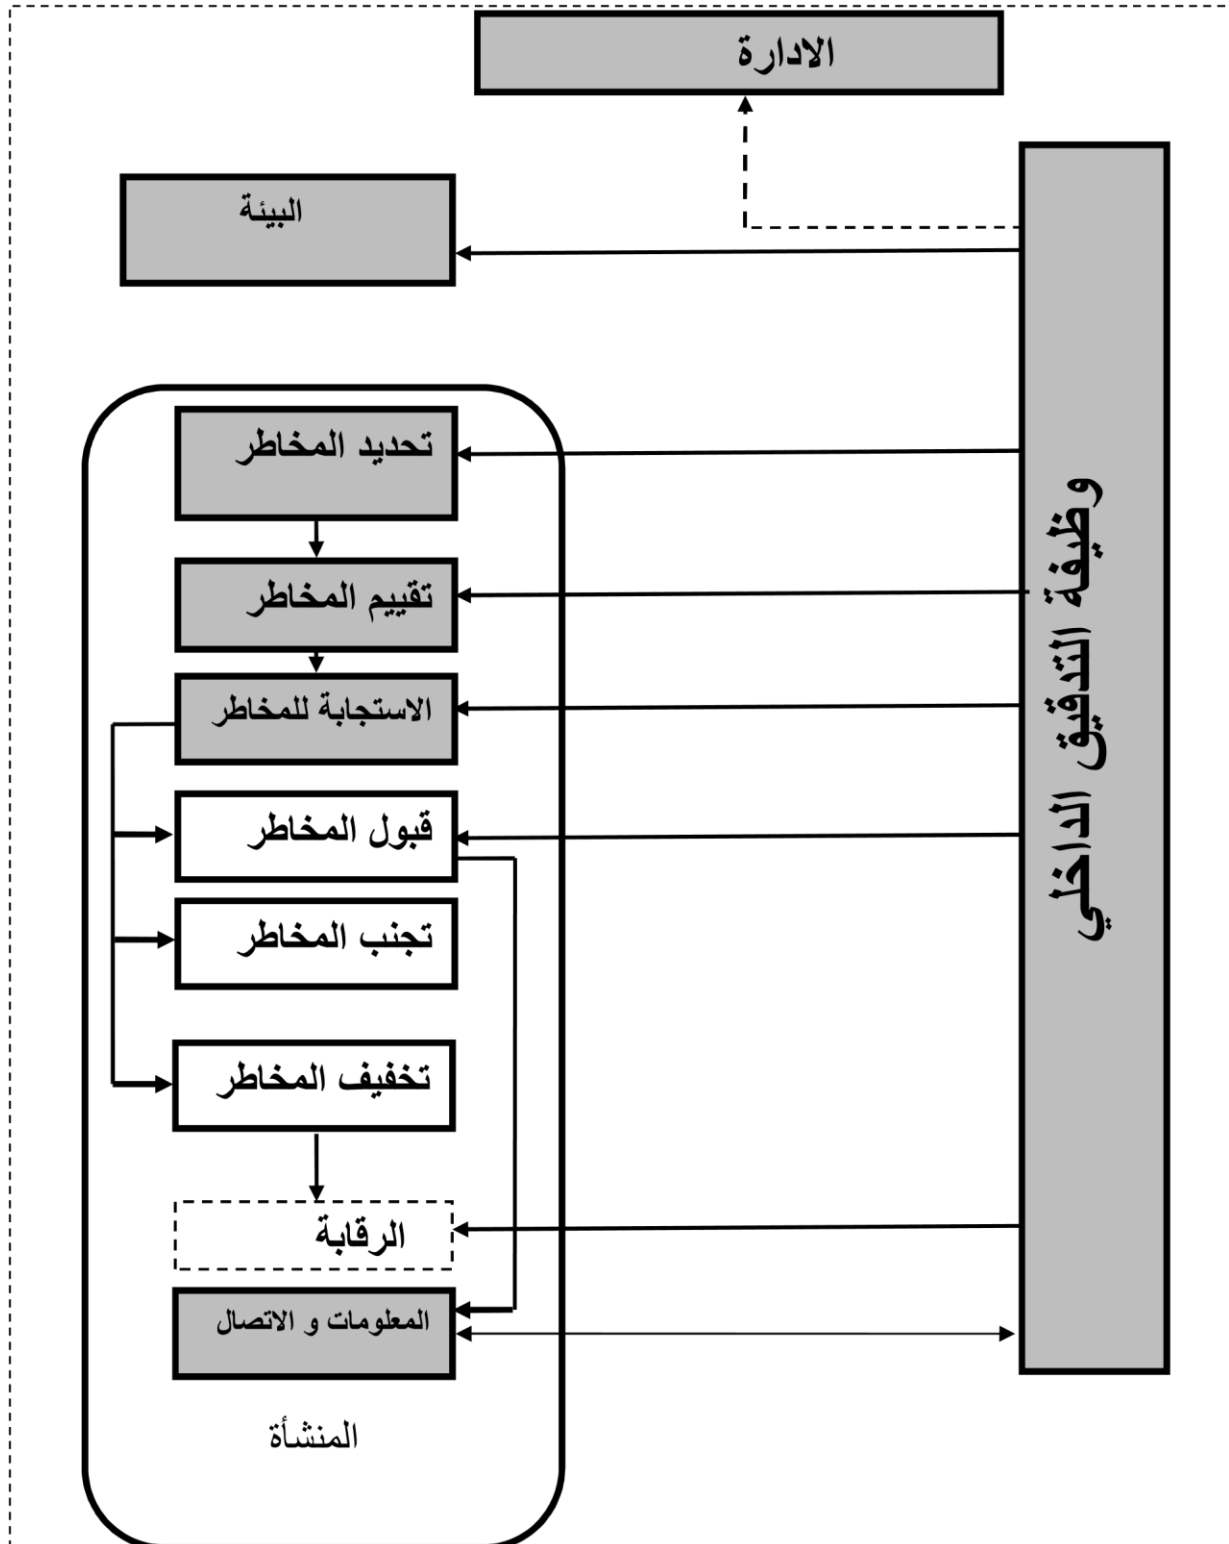 الادارة
البيئة
تحديد المخاطر
تقييم المخاطر
الاستجابة للمخاطر
قبول المخاطر
تجنب المخاطر
تخفيف المخاطر
الرقابة
المعلومات و الاتصال
المنشأة
وظيفة التدقيق الداخلي